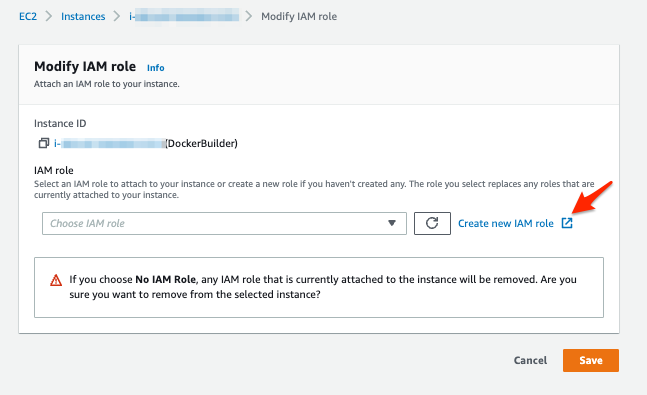 EC2 > Instances > i- > Modify IAM role
Modify IAM role Info
Attach an IAM role to your instance.
Instance ID
i- (DockerBuilder)
IAM role
Select an IAM role to attach to your instance or create a new role if you haven't created any. The role you select replaces any roles that are
currently attached to your instance.
Choose IAM role
Create new IAM role
If you choose No IAM Role, any IAM role that is currently attached to the instance will be removed. Are you
sure you want to remove from the selected instance?
Cancel Save